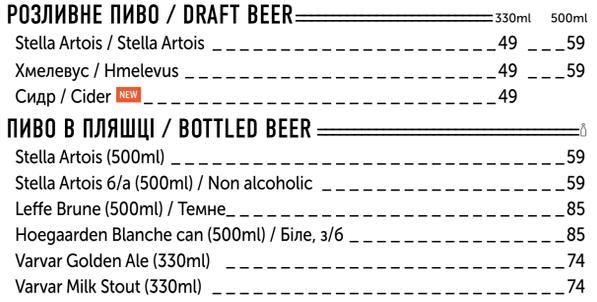 РОЗЛИВНЕ ПИВО / DRAFT BEER 330ml 500ml
Stella Artois / Stella Artois 49 59
Хмелевус / Hmelevus 49 59
Сидр / Cider NEW 49
ПИВО В ПЛЯШЦІ / BOTTLED BEER
Stella Artois (500ml) 59
Stella Artois б/а (500ml) / Non alcoholic 59
Leffe Brune (500ml) / Темне 85
Hoegaarden Blanche can (500ml) / Біле, з/б 85
Varvar Golden Ale (330ml) 74
Varvar Milk Stout (330ml) 74